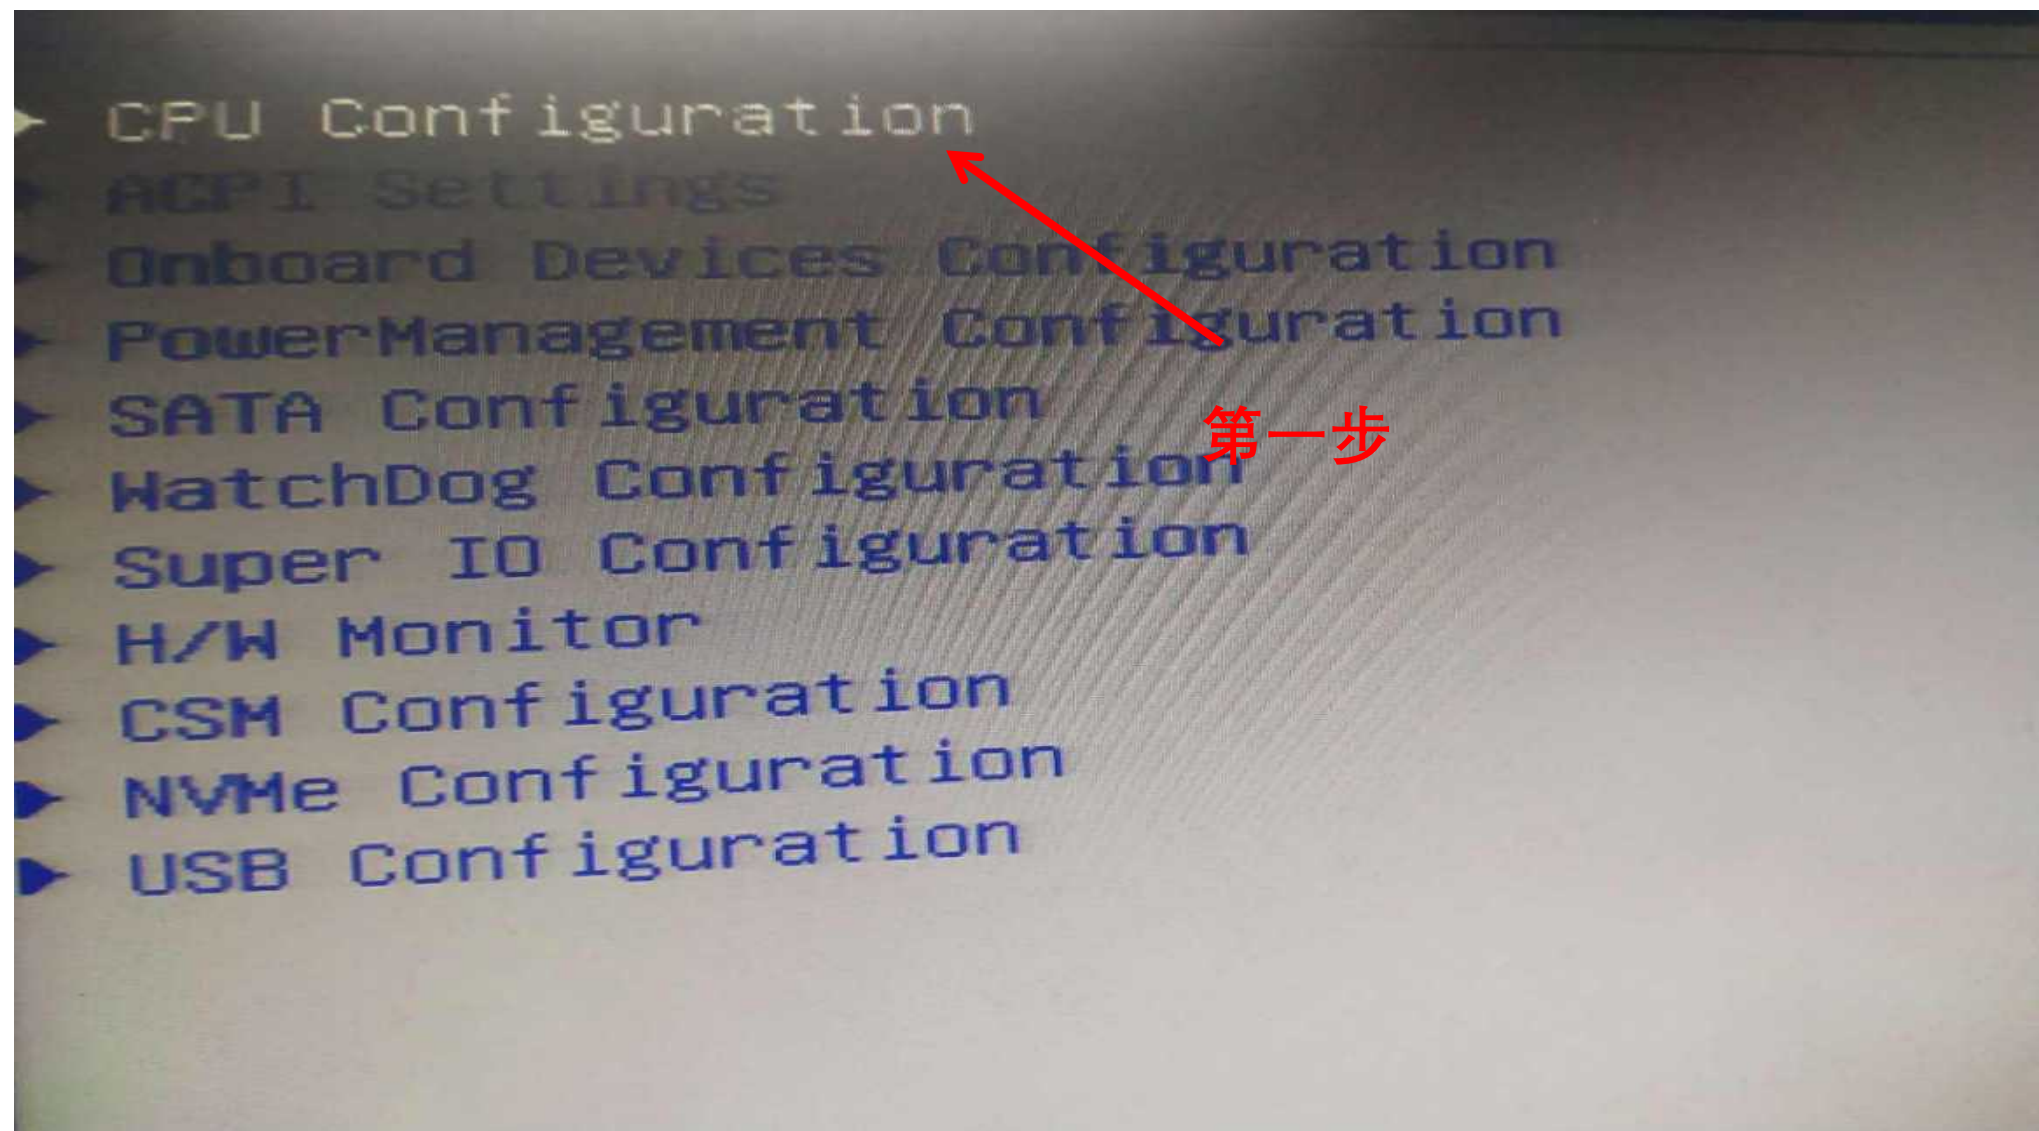 CPU Configuration
ACPI Settings
Onboard Devices Configuration
PowerManagement Configuration
SATA Configuration
第一步
WatchDog Configuration
Super IO Configuration
H/W Monitor
CSM Configuration
NVMe Configuration
USB Configuration